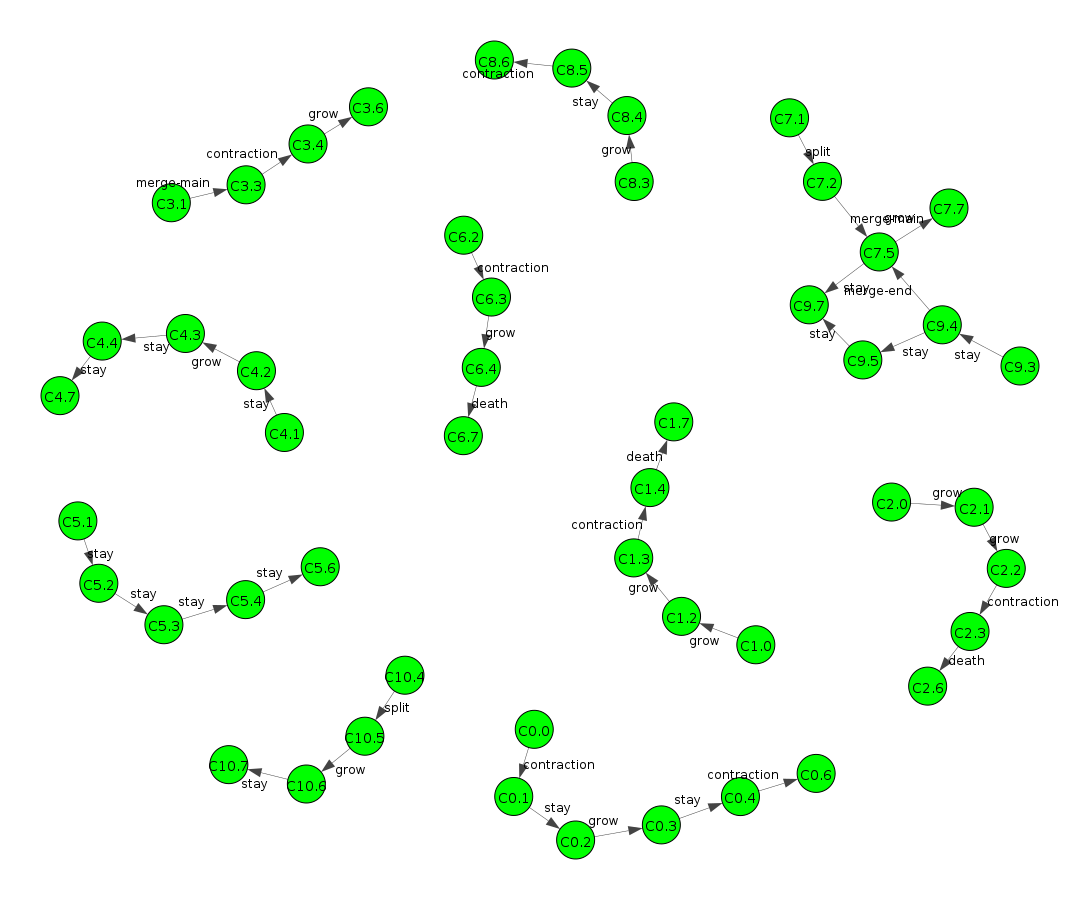 C8.6
contraction
C8.5
stay
C8.4
grow
C8.3
C3.6
grow
C3.4
contraction
C3.3
merge-main
C3.1
C7.1
split
C7.2
merge-main
grow
C7.7
C7.5
stay
merge-end
C9.7
stay
C9.4
C9.5
stay
stay
C9.3
C6.2
contraction
C6.3
grow
C6.4
death
C6.7
C4.4
stay
C4.3
stay
grow
C4.2
C4.7
stay
C4.1
C1.7
death
C1.4
contraction
C1.3
grow
C1.2
grow
C1.0
C2.0
grow
C2.1
grow
C2.2
contraction
C2.3
death
C2.6
C5.1
stay
C5.2
stay
C5.3
stay
C5.4
stay
C5.6
C10.4
split
C10.5
grow
C10.6
stay
C10.7
C0.0
contraction
C0.1
stay
C0.2
grow
C0.3
stay
C0.4
contraction
C0.6